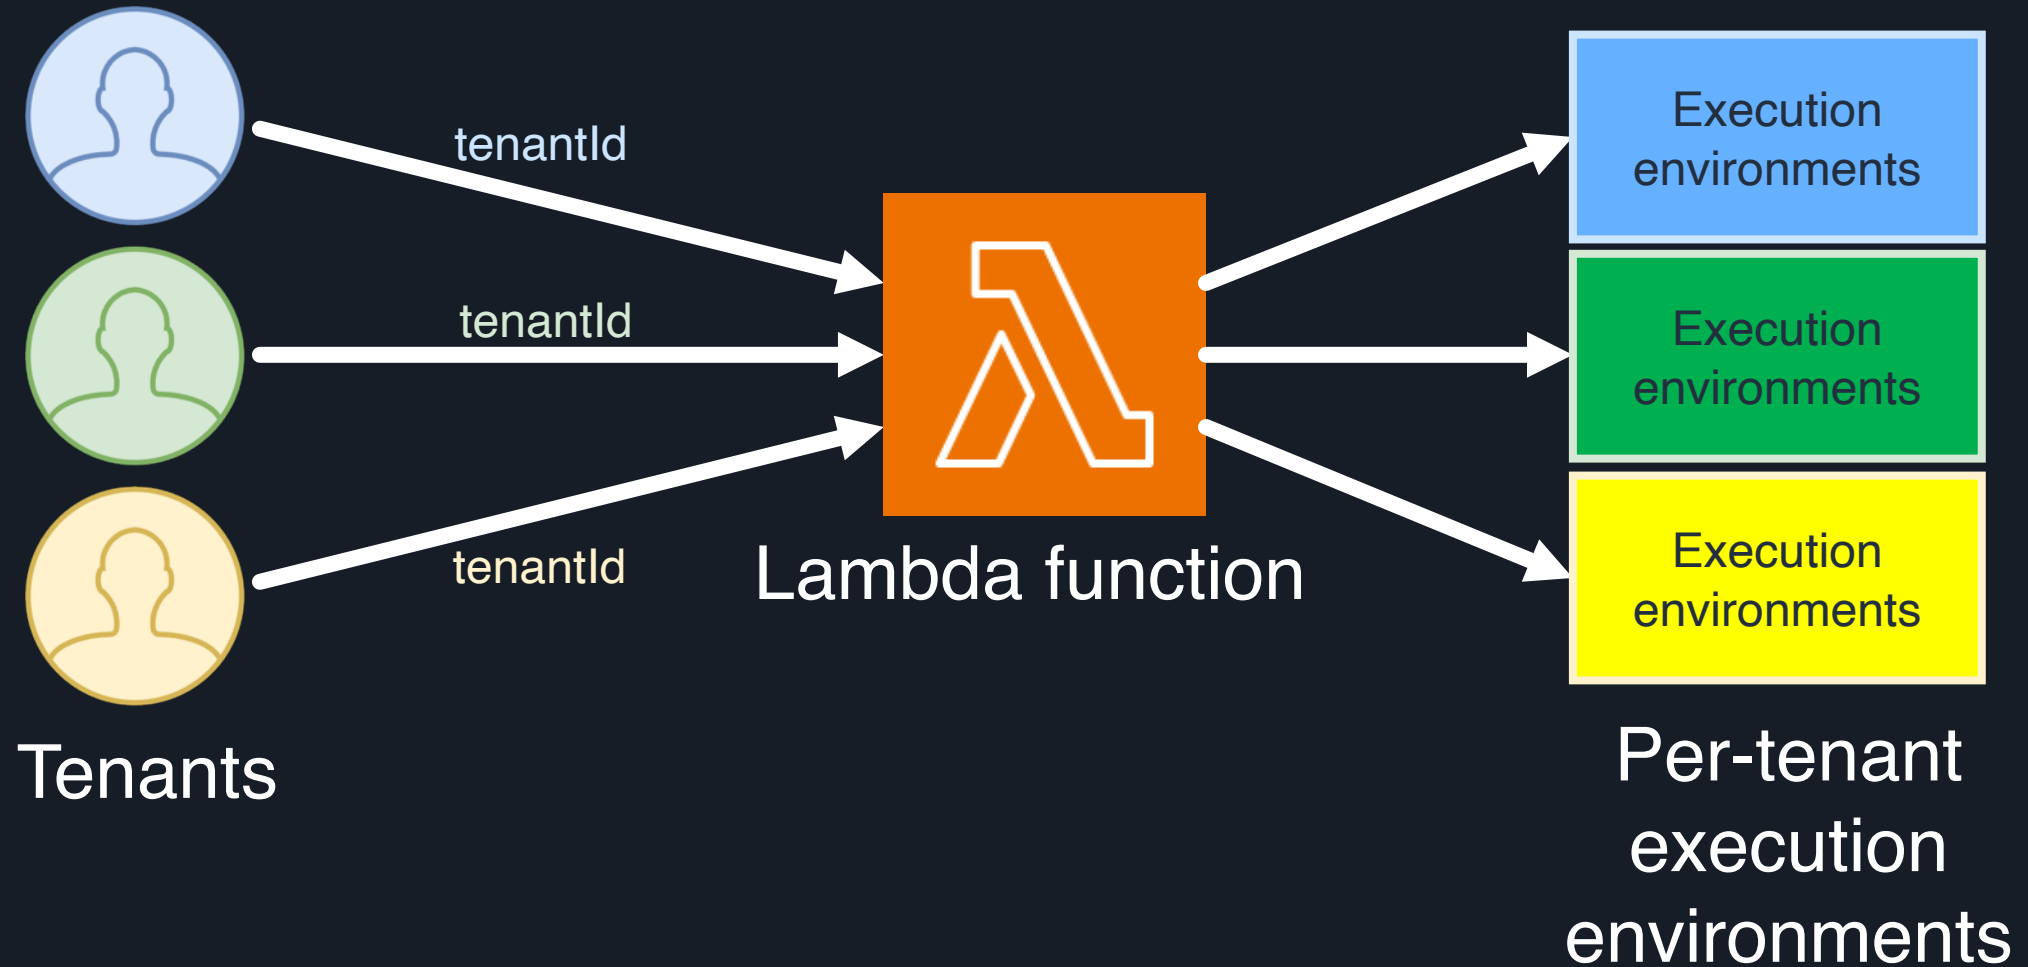 tenantId
tenantId
tenantId
Tenants
Lambda function
Execution
environments
Execution
environments
Execution
environments
Per-tenant
execution
environments